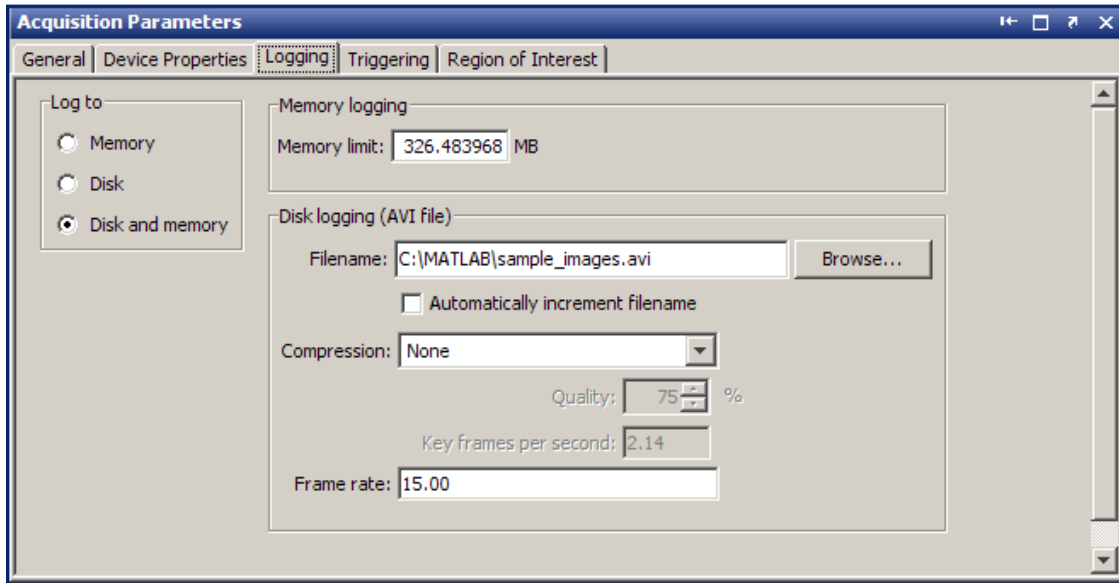 Acquisition Parameters
General Device Properties Logging Triggering Region of Interest
Log to
Memory
Disk
Disk and memory
Memory logging
Memory limit: 326.483968 MB
Disk logging (AVI file)
Filename: C:\MATLAB\sample_images.avi Browse...
Automatically increment filename
Compression: None
Quality: 75 %
Key frames per second: 2.14
Frame rate: 15.00